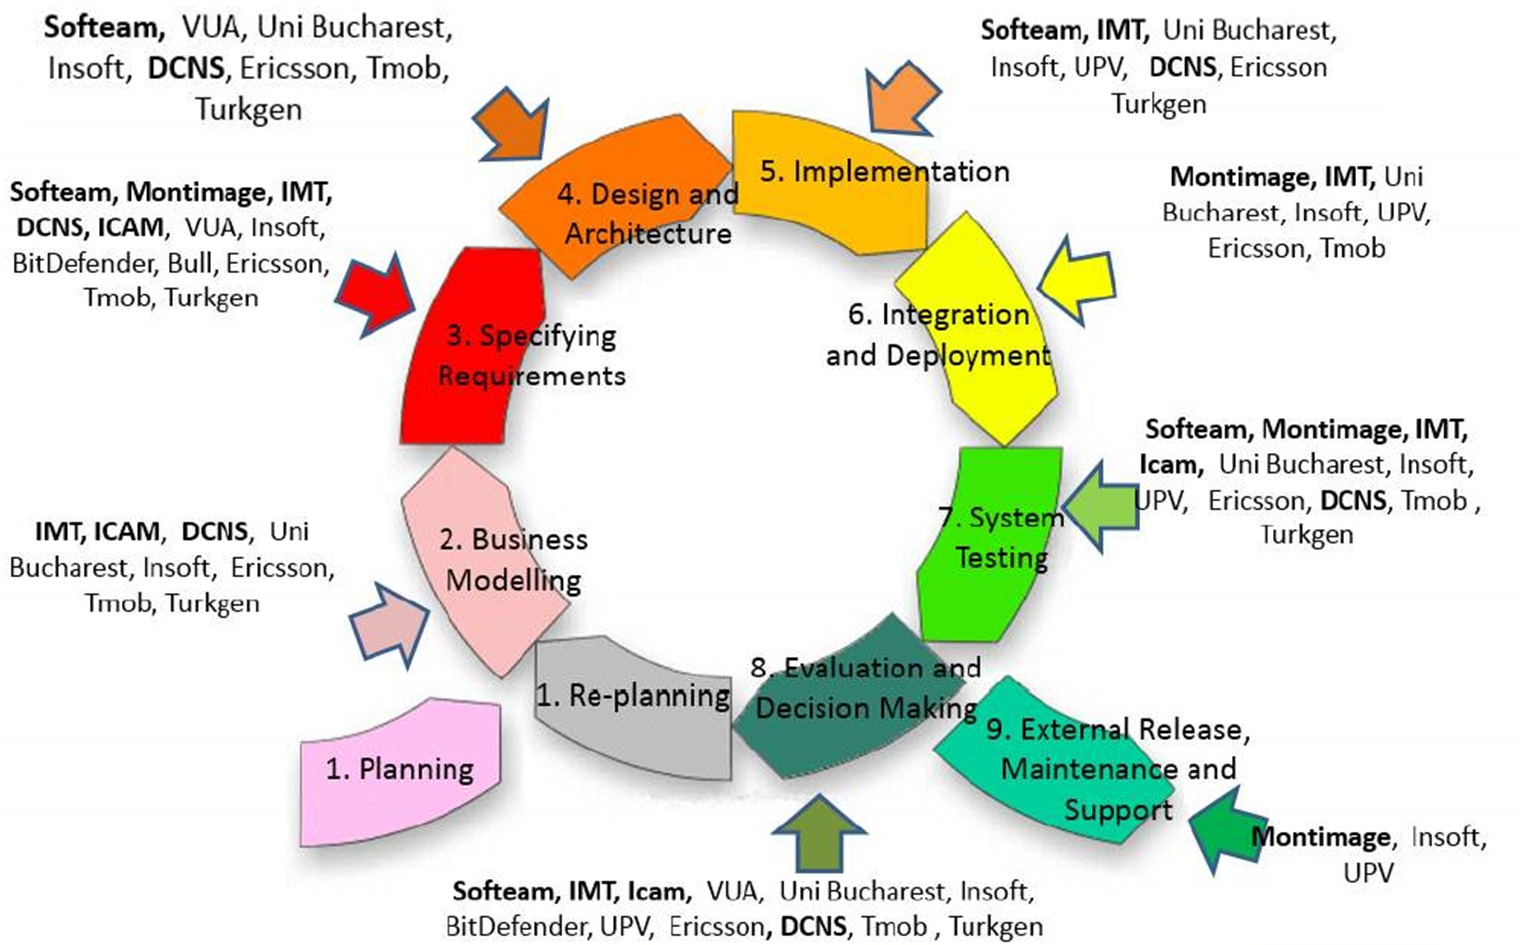 Softeam, VUA, Uni Bucharest,
Insoft, DCNS, Ericsson, Tmob,
Turkgen
Softeam, IMT, Uni Bucharest,
Insoft, UPV, DCNS, Ericsson
Turkgen
Softeam, Montimage, IMT,
DCNS, ICAM, VUA, Insoft,
BitDefender, Bull, Ericsson,
Tmob, Turkgen
4. Design and
Architecture
5. Implementation
Montimage, IMT, Uni
Bucharest, Insoft, UPV,
Ericsson, Tmob
3. Specifying
Requirements
6. Integration
and Deployment
Softeam, Montimage, IMT,
Icam, Uni Bucharest, Insoft,
UPV, Ericsson, DCNS, Tmob ,
Turkgen
IMT, ICAM, DCNS, Uni
Bucharest, Insoft, Ericsson,
Tmob, Turkgen
2. Business
Modelling
7. System
Testing
1. Re-planning
8. Evaluation and
Decision Making
1. Planning
9. External Release,
Maintenance and
Support
Montimage, Insoft,
UPV
Softeam, IMT, Icam, VUA, Uni Bucharest, Insoft,
BitDefender, UPV, Ericsson, DCNS, Tmob , Turkgen